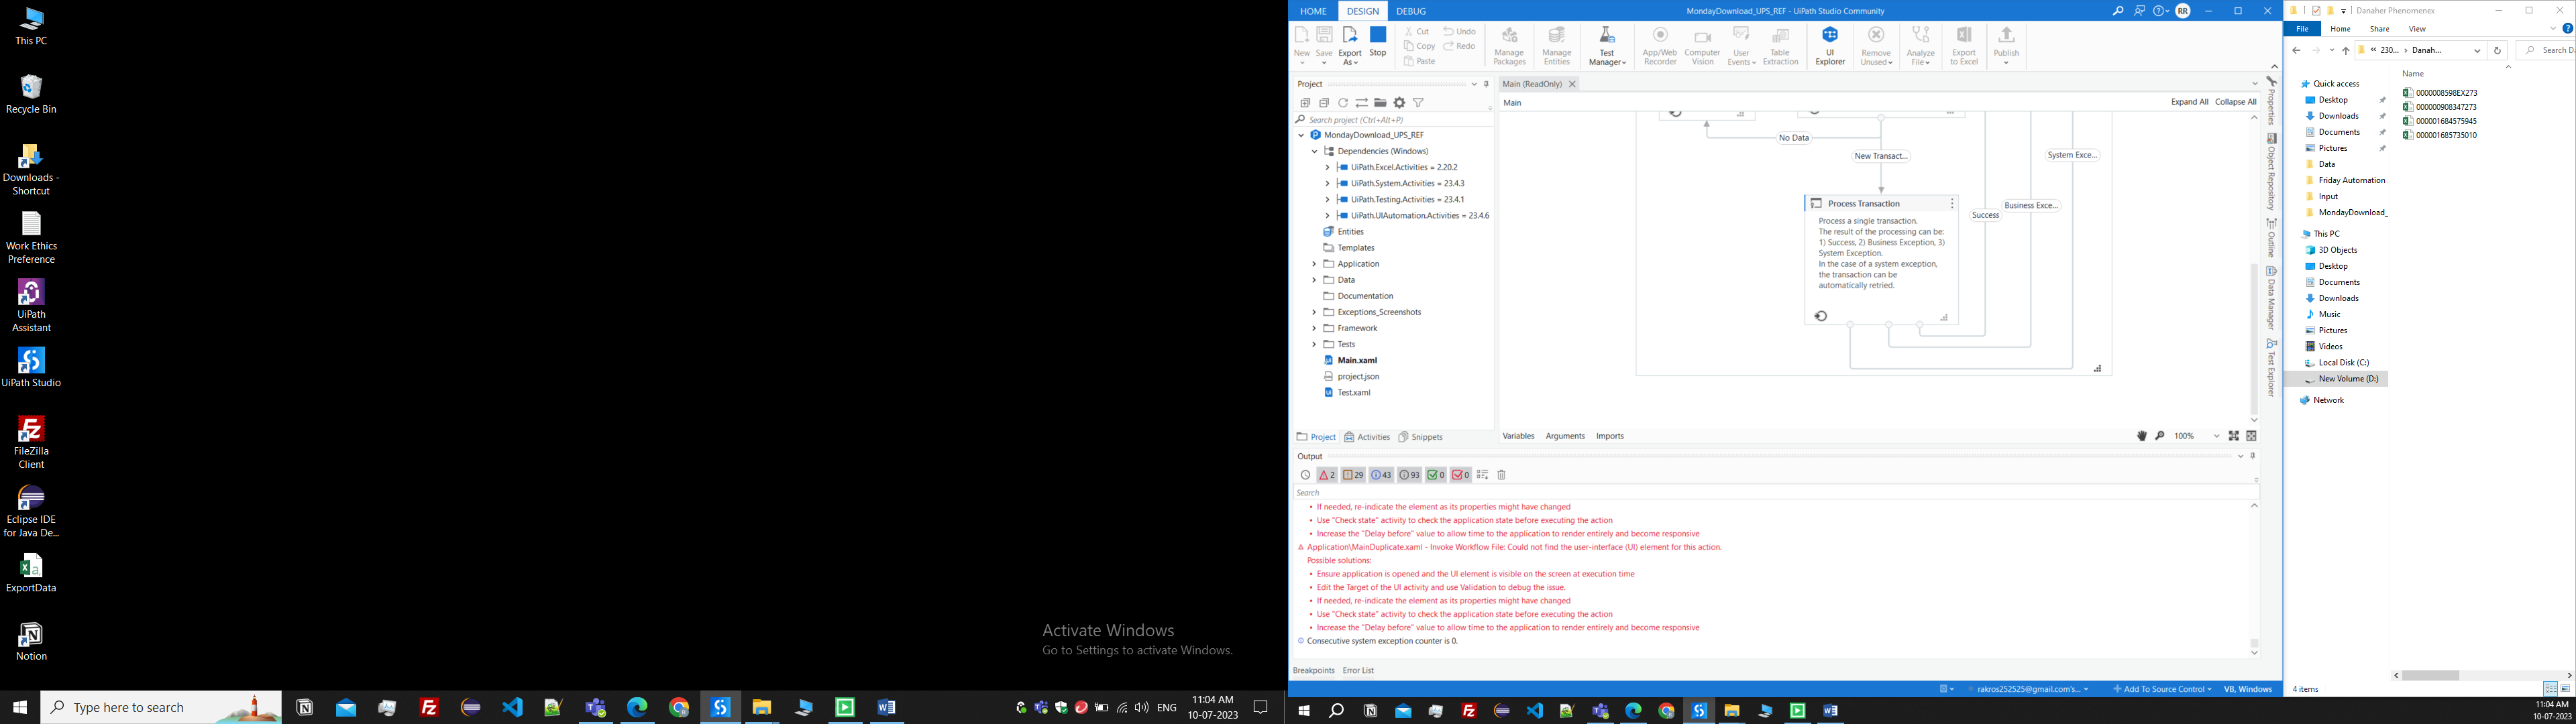 This PC
Recycle Bin
Downloads -
Shortcut
Work Ethics
Preference
UiPath
Assistant
UiPath Studio
FileZilla
Client
Eclipse IDE
for Java De...
ExportData
Notion
Activate Windows
Go to Settings to activate Windows.
Type here to search
ENG
11:04 AM
10-07-2023
HOME DESIGN DEBUG
MondayDownload_UPS_REF - UiPath Studio Community
RR
New
Save
Export
As
Stop
Cut
Copy
Paste
Undo
Redo
Manage
Packages
Manage
Entities
Test
Manager
App/Web
Recorder
Computer
Vision
User
Events
Table
Extraction
UI
Explorer
Remove
Unused
Analyze
File
Export
to Excel
Publish
Project
Search project (Ctrl+Alt+P)
MondayDownload_UPS_REF
Dependencies (Windows)
UiPath.Excel.Activities = 2.20.2
UiPath.System.Activities = 23.4.3
UiPath.Testing.Activities = 23.4.1
UiPath.UIAutomation.Activities = 23.4.6
Entities
Templates
Application
Data
Documentation
Exceptions_Screenshots
Framework
Tests
Main.xaml
project.json
Test.xaml
Project Activities Snippets
Main (ReadOnly)
Main
Expand All Collapse All
No Data
New Transact...
System Exce...
Business Exce...
Success
Process Transaction
Process a single transaction.
The result of the processing can be:
1) Success, 2) Business Exception, 3)
System Exception.
In the case of a system exception,
the transaction can be
automatically retried.
Variables Arguments Imports
100%
Properties
Object Repository
Outline
Data Manager
Test Explorer
Output
2 29 43 93 0 0
Search
• If needed, re-indicate the element as its properties might have changed
• Use "Check state" activity to check the application state before executing the action
• Increase the "Delay before" value to allow time to the application to render entirely and become responsive
Application\MainDuplicate.xaml - Invoke Workflow File: Could not find the user-interface (UI) element for this action.
Possible solutions:
• Ensure application is opened and the UI element is visible on the screen at execution time
• Edit the Target of the UI activity and use Validation to debug the issue.
• If needed, re-indicate the element as its properties might have changed
• Use "Check state" activity to check the application state before executing the action
• Increase the "Delay before" value to allow time to the application to render entirely and become responsive
Consecutive system exception counter is 0.
Breakpoints Error List
rakros252525@gmail.com's...
Add To Source Control
VB, Windows
Danaher Phenomenex
File Home Share View
« 230... › Danah...
Search D
Quick access
Desktop
Downloads
Documents
Pictures
Data
Friday Automation
Input
MondayDownload_
This PC
3D Objects
Desktop
Documents
Downloads
Music
Pictures
Videos
Local Disk (C:)
New Volume (D:)
Network
Name
0000008598EX273
000000908347273
000001684575945
000001685735010
4 items
11:04 AM
10-07-2023